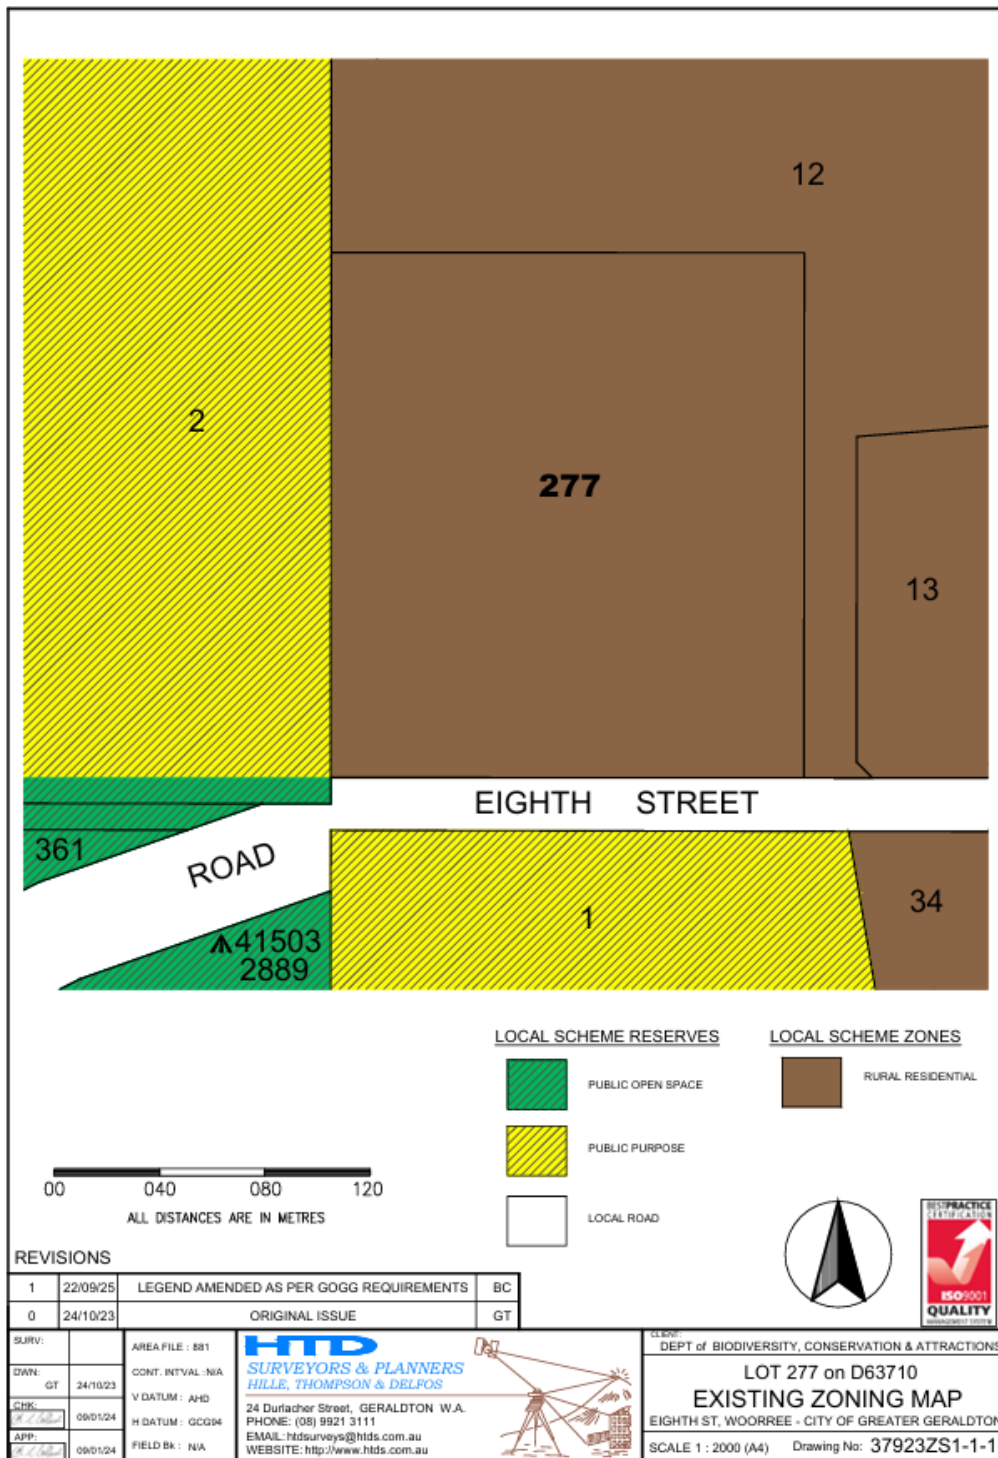 12
2
277
13
EIGHTH STREET
361
ROAD
34
1
41503
2889
LOCAL SCHEME RESERVES
LOCAL SCHEME ZONES
PUBLIC OPEN SPACE
RURAL RESIDENTIAL
PUBLIC PURPOSE
LOCAL ROAD
00 040 080 120
ALL DISTANCES ARE IN METRES
BESTPRACTICE
CERTIFICATION
ISO9001
QUALITY
MANAGEMENT SYSTEM
REVISIONS
1 22/09/25 LEGEND AMENDED AS PER GOGG REQUIREMENTS BC
0 24/10/23 ORIGINAL ISSUE GT
SURV:
DWN: GT 24/10/23
CHK: 09/01/24
APP: 09/01/24
AREA FILE : 881
CONT. INTVAL :N/A
V DATUM : AHD
H DATUM : GCG94
FIELD Bk : N/A
HTD
SURVEYORS & PLANNERS
HILLE, THOMPSON & DELFOS
24 Durlacher Street, GERALDTON W.A.
PHONE: (08) 9921 3111
EMAIL: htdsurveys@htds.com.au
WEBSITE: http://www.htds.com.au
CLIENT:
DEPT of BIODIVERSITY, CONSERVATION & ATTRACTIONS
LOT 277 on D63710
EXISTING ZONING MAP
EIGHTH ST, WOORREE - CITY OF GREATER GERALDTON
SCALE 1 : 2000 (A4) Drawing No: 37923ZS1-1-1